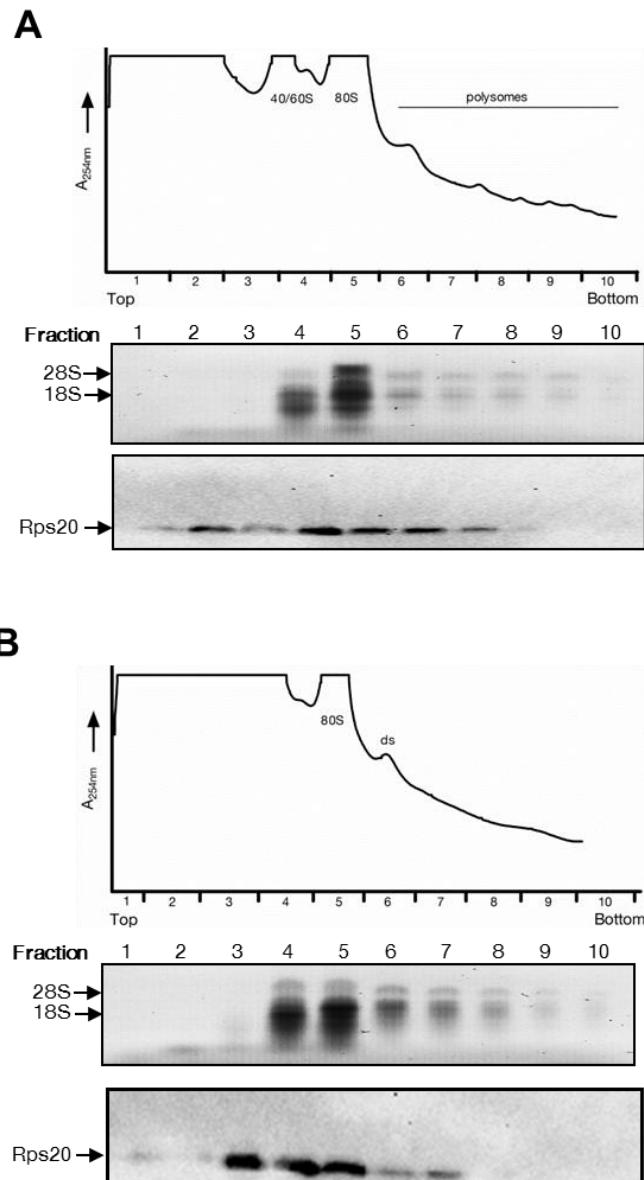 A
A254nm
40/60S 80S polysomes
1 2 3 4 5 6 7 8 9 10
Top Bottom
Fraction 1 2 3 4 5 6 7 8 9 10
28S
18S
Rps20
B
A254nm
80S ds
1 2 3 4 5 6 7 8 9 10
Top Bottom
Fraction 1 2 3 4 5 6 7 8 9 10
28S
18S
Rps20